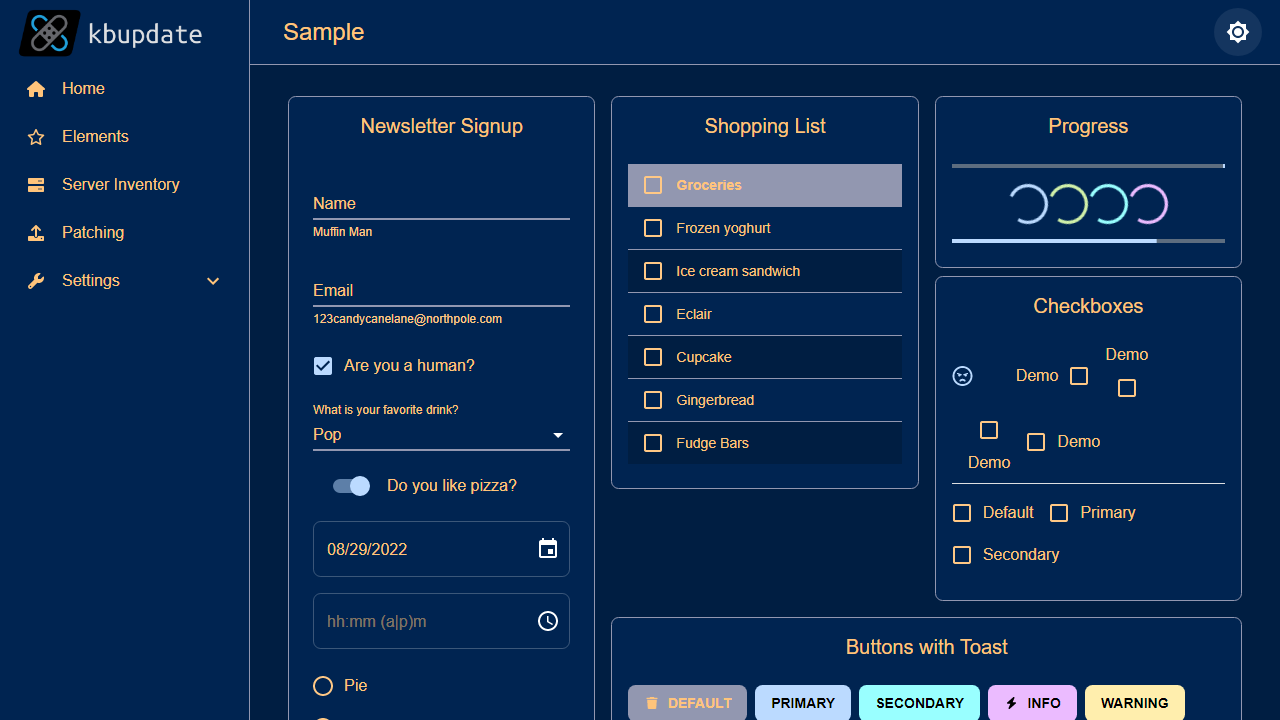 kbupdate
Sample
Home
Elements
Server Inventory
Patching
Settings
Newsletter Signup
Name
Muffin Man
Email
123candycanelane@northpole.com
Are you a human?
What is your favorite drink?
Pop
Do you like pizza?
08/29/2022
hh:mm (a|p)m
Pie
Shopping List
Groceries
Frozen yoghurt
Ice cream sandwich
Eclair
Cupcake
Gingerbread
Fudge Bars
Progress
Checkboxes
Demo
Demo
Demo
Demo
Default
Primary
Secondary
Buttons with Toast
DEFAULT
PRIMARY
SECONDARY
INFO
WARNING